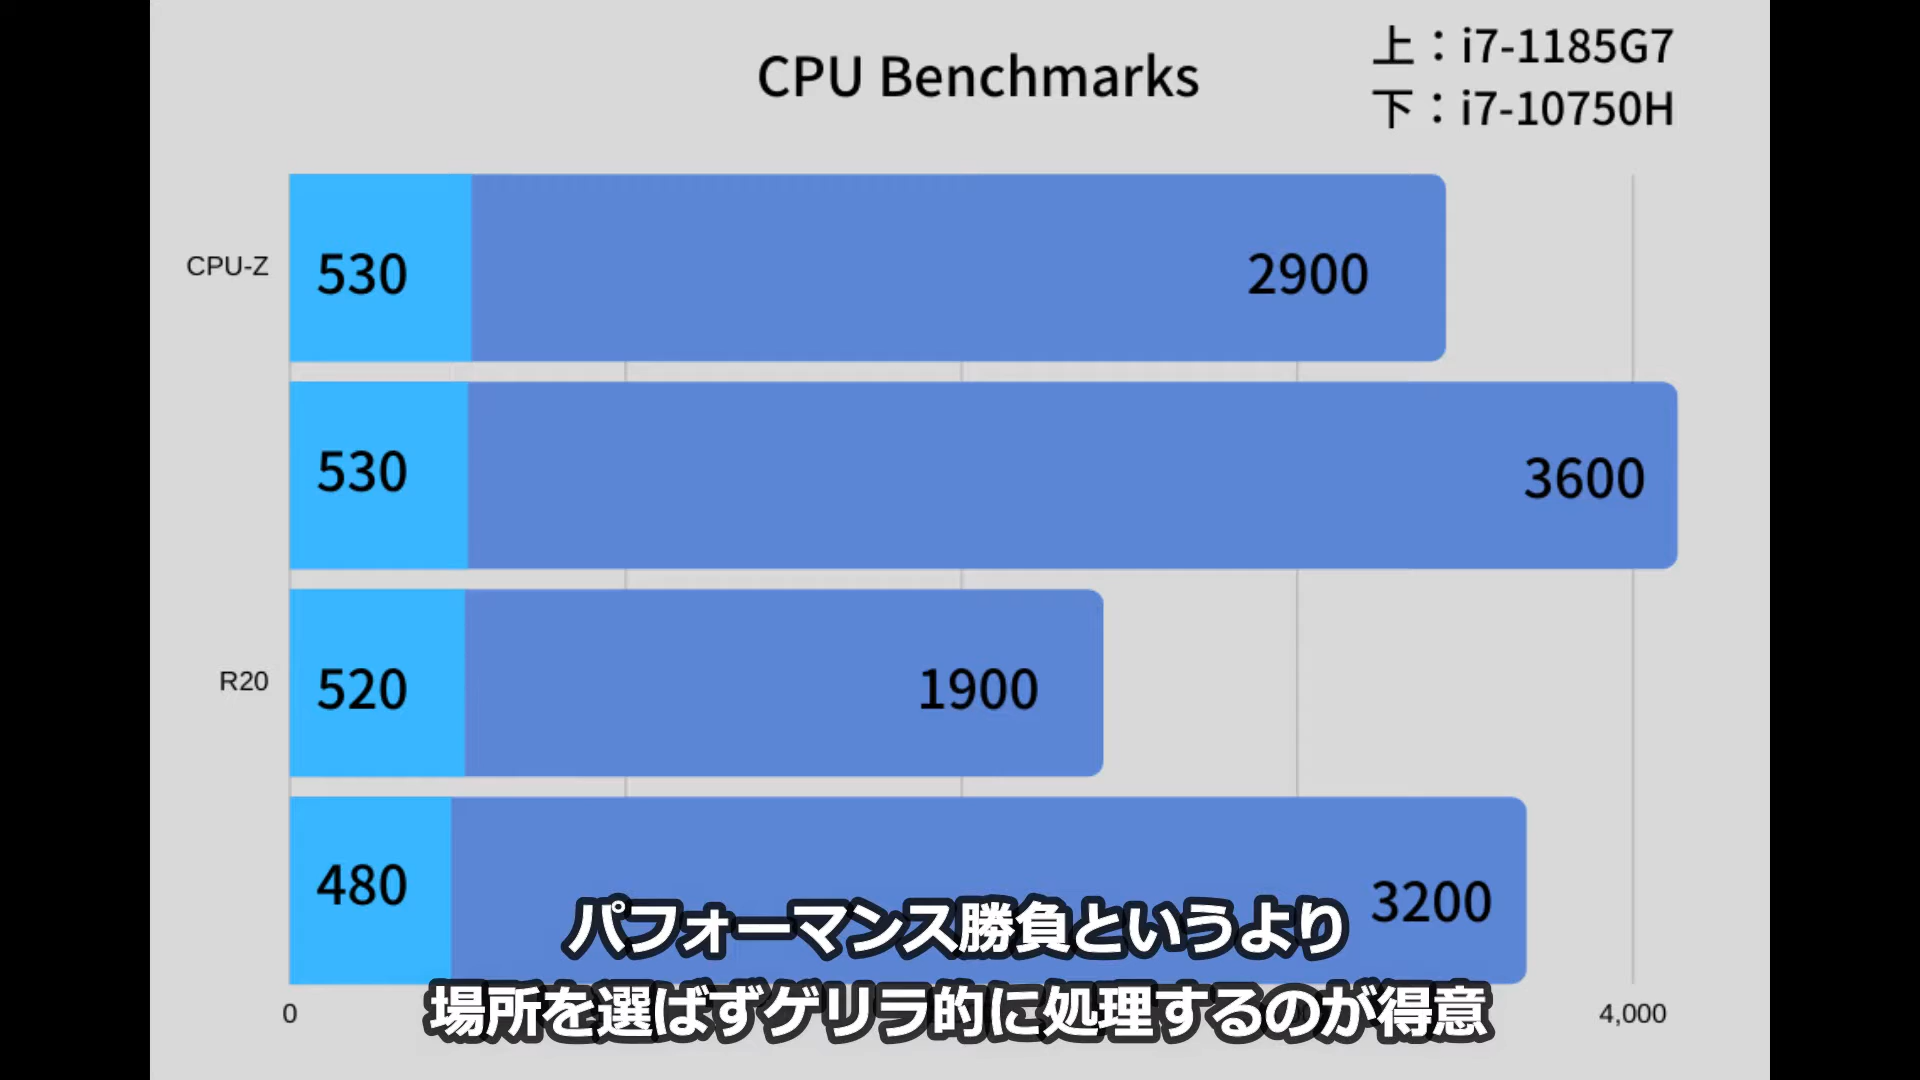 CPU Benchmarks
上：i7-1185G7
下：i7-10750H
CPU-Z
530
2900
530
3600
R20
520
1900
480
3200
0
4,000
パフォーマンス勝負というより
場所を選ばずゲリラ的に処理するのが得意